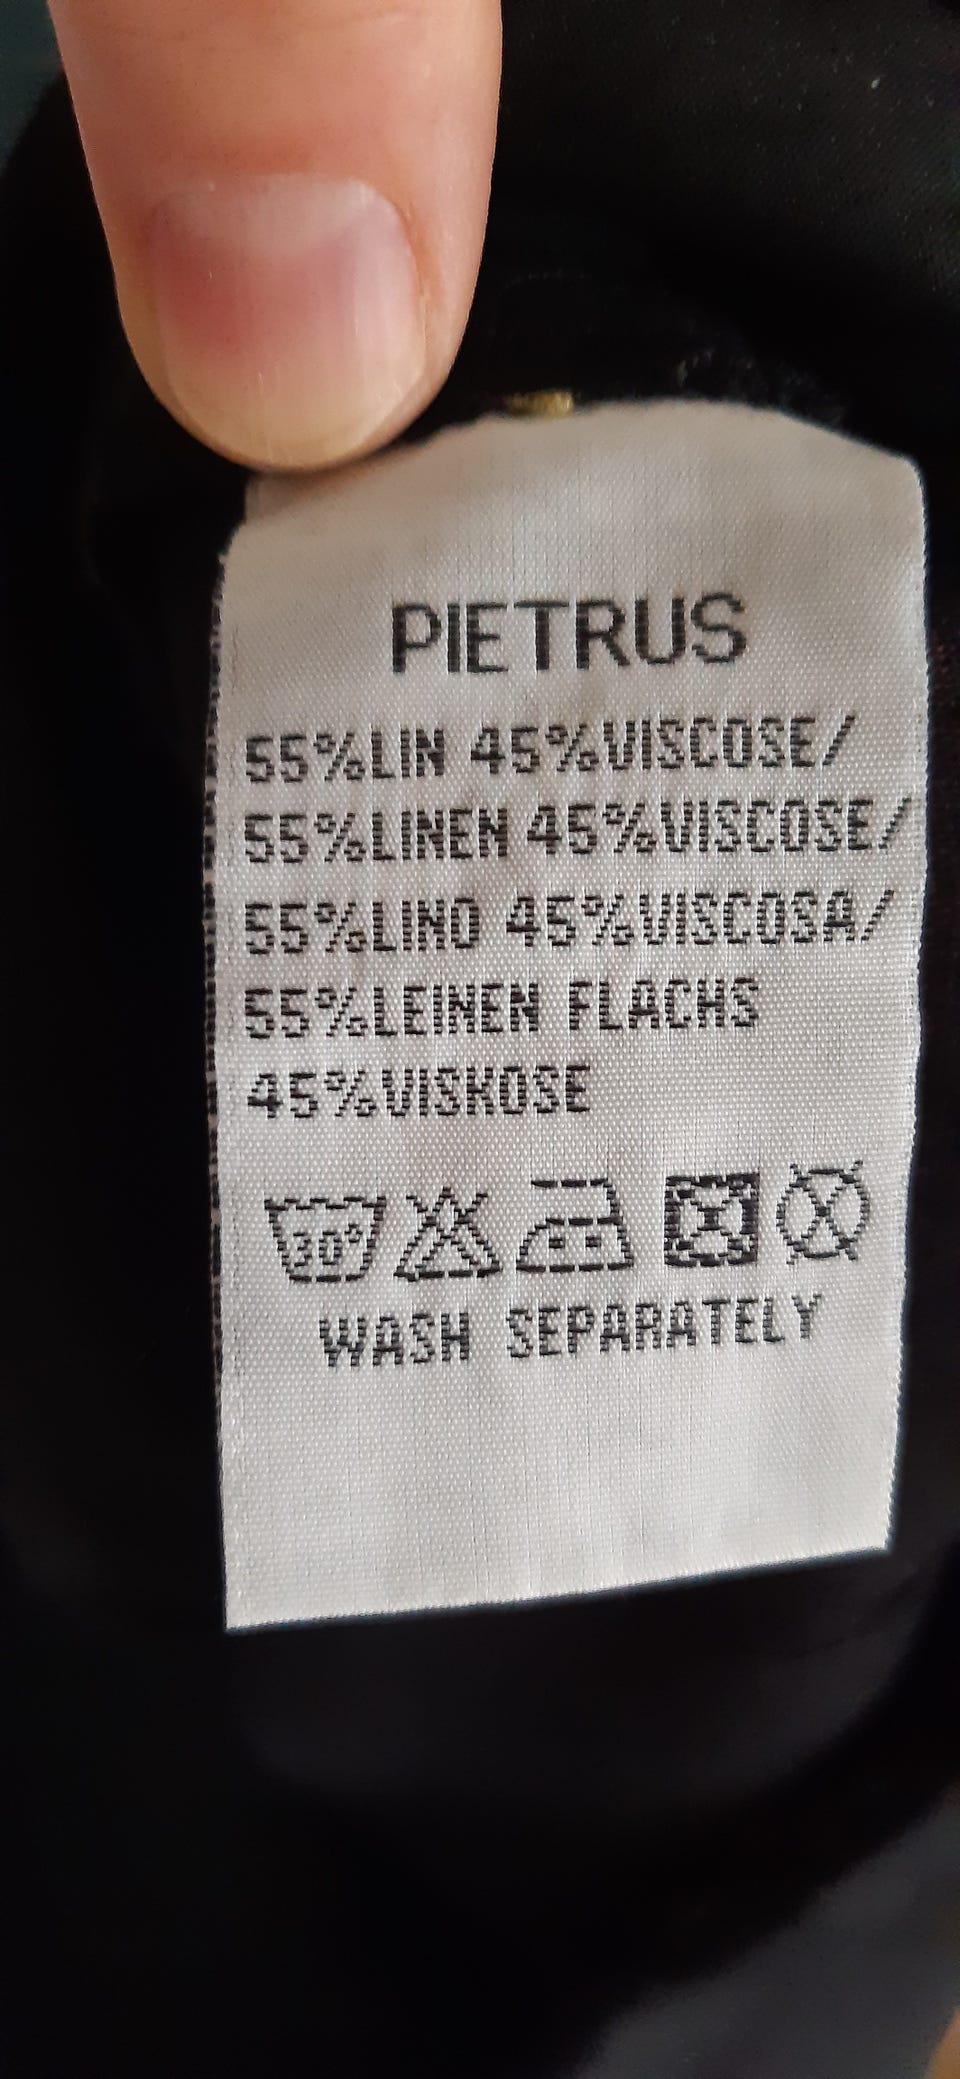 PIETRUS
55%LIN 45%VISCOSE/
55%LINEN 45%VISCOSE/
55%LINO 45%VISCOSA/
55%LEINEN FLACHS
45%VISKOSE
30°
WASH SEPARATELY